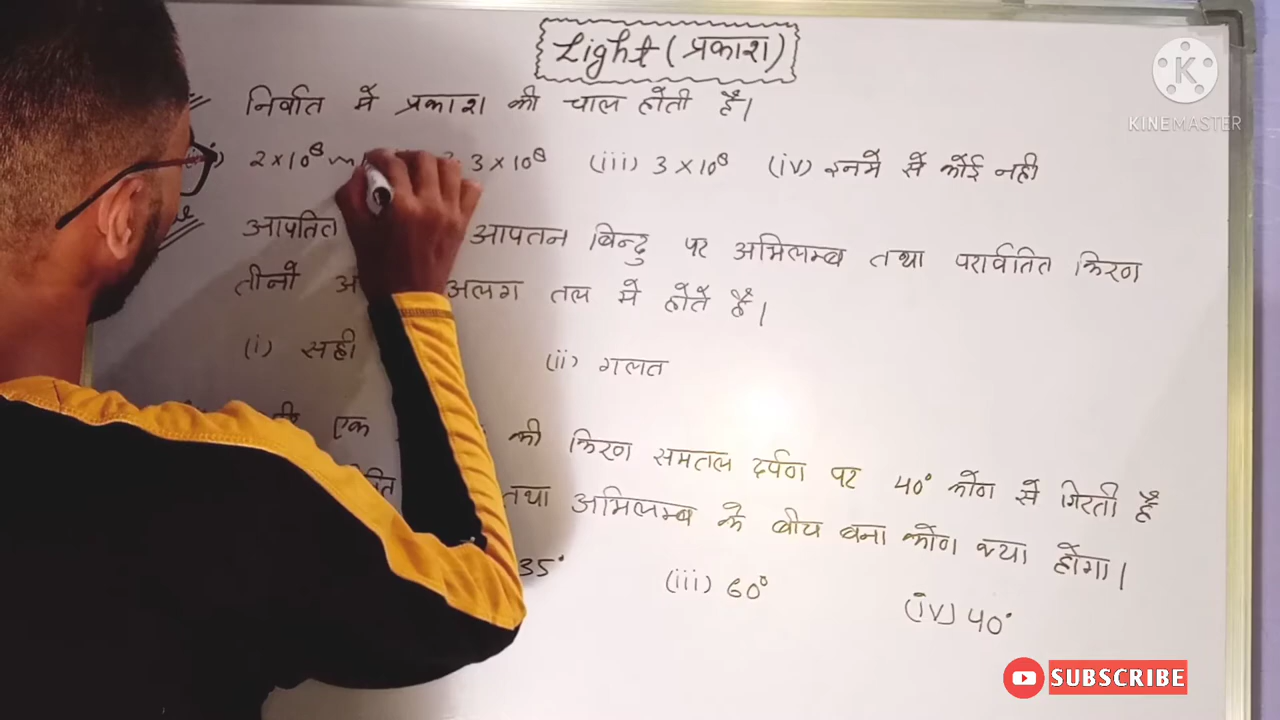 Light (प्रकाश)
निर्वात में प्रकाश की चाल होती है।
2×10⁸ m 3×10⁸ (iii) 3×10⁸ (iv) इनमे से कोई नही
आपतित आपतन बिन्दु पर अभिलम्ब तथा परार्वतित किरण
तीनों अलग तल में होते है।
(i) सही (ii) गलत
एक की किरण समतल दर्पण पर 40° कोण से गिरती है
तथा अभिलम्ब के बीच बना कोण क्या होगा।
35° (iii) 60° (iv) 40°
KINEMASTER
SUBSCRIBE